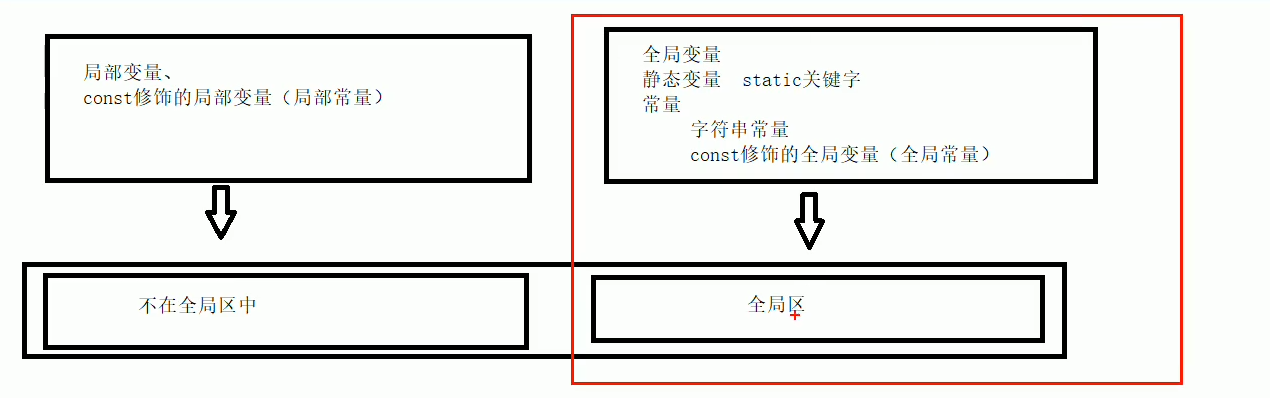 局部变量、
const修饰的局部变量（局部常量）
全局变量
静态变量  static关键字
常量
字符串常量
const修饰的全局变量（全局常量）
不在全局区中
全局区